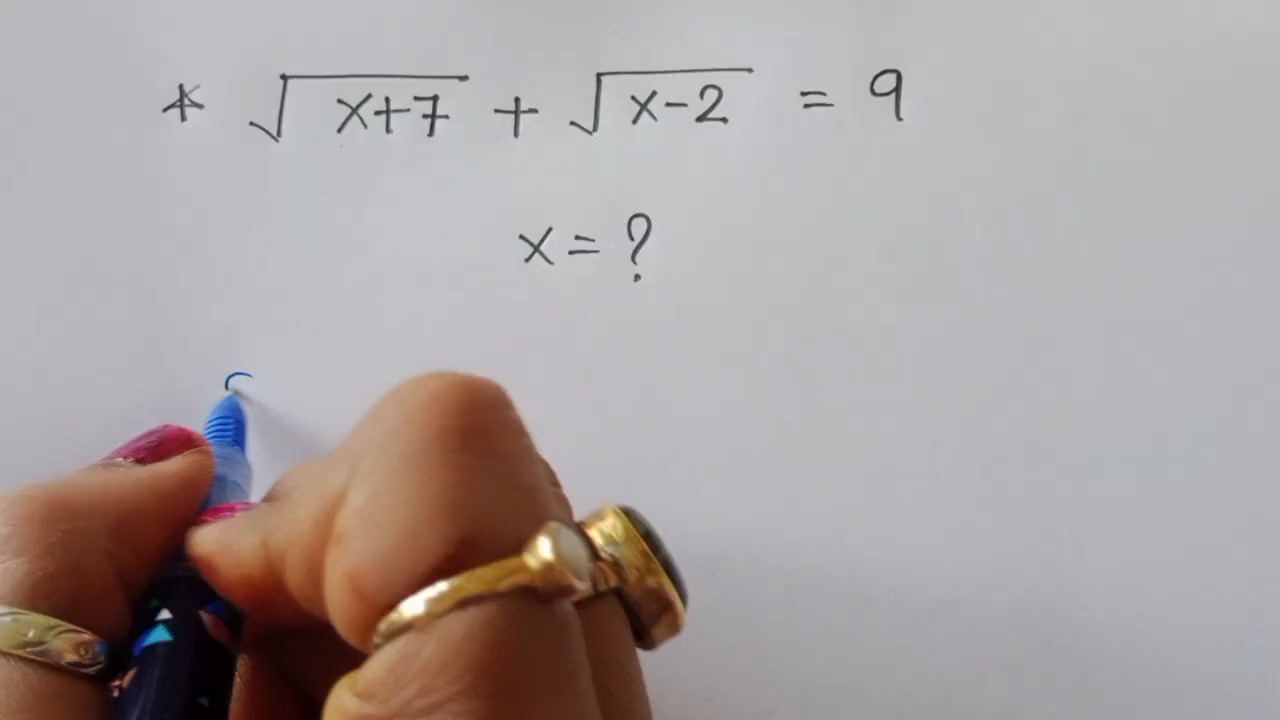 * √x+7 + √x-2 = 9
x = ?